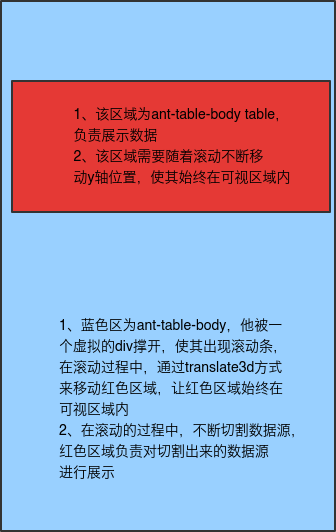 1、该区域为ant-table-body table,
负责展示数据
2、该区域需要随着滚动不断移
动y轴位置，使其始终在可视区域内
1、蓝色区为ant-table-body，他被一
个虚拟的div撑开，使其出现滚动条，
在滚动过程中，通过translate3d方式
来移动红色区域，让红色区域始终在
可视区域内
2、在滚动的过程中，不断切割数据源，
红色区域负责对切割出来的数据源
进行展示